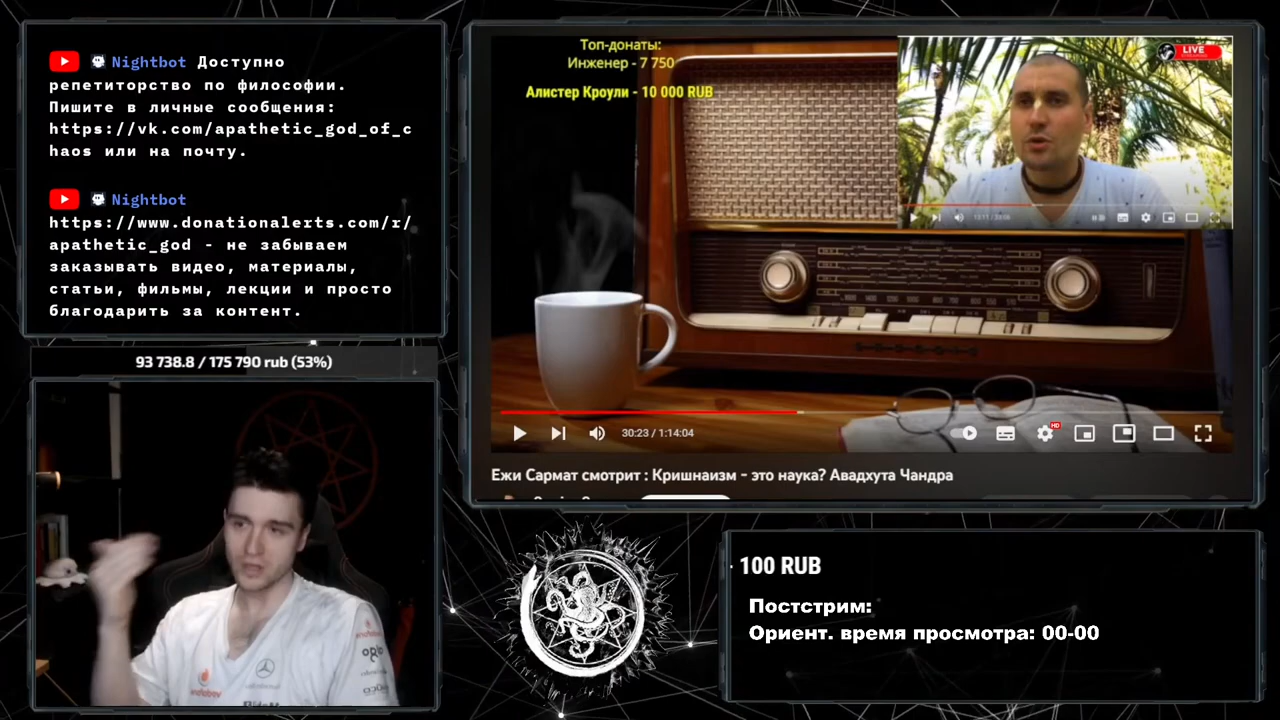 Nightbot Доступно
репетиторство по философии.
Пишите в личные сообщения:
https://vk.com/apathetic_god_of_c
haos или на почту.
Nightbot
https://www.donationalerts.com/r/
apathetic_god - не забываем
заказывать видео, материалы,
статьи, фильмы, лекции и просто
благодарить за контент.
93 738.8 / 175 790 rub (53%)
Топ-донаты:
Инженер - 7 750
Алистер Кроули - 10 000 RUB
LIVE
30:23 / 1:14:04
HD
Ежи Сармат смотрит : Кришнаизм - это наука? Авадхута Чандра
100 RUB
Постстрим:
Ориент. время просмотра: 00-00